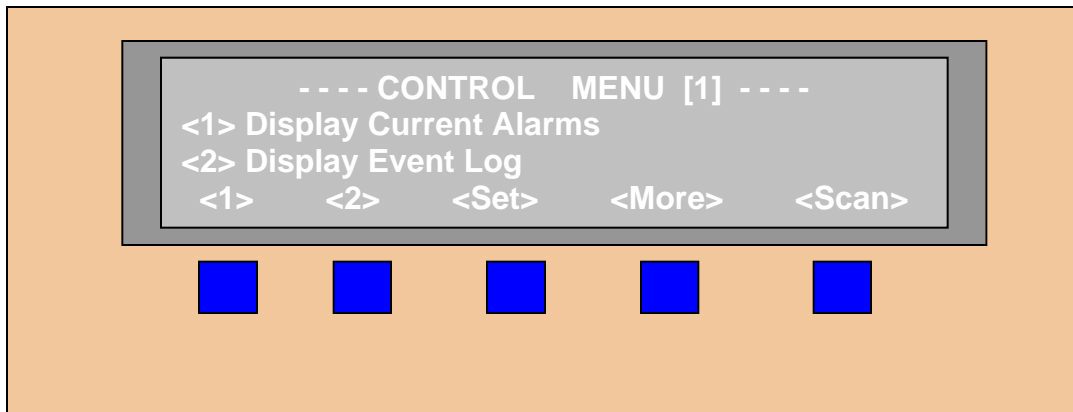 - - - - CONTROL MENU [1] - - - -
<1> Display Current Alarms
<2> Display Event Log
<1> <2> <Set> <More> <Scan>